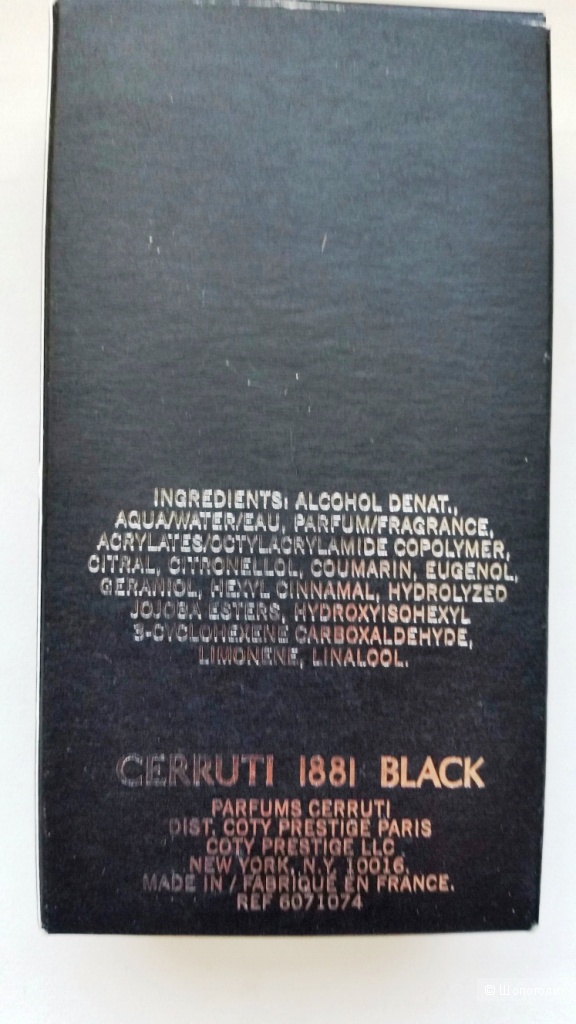 INGREDIENTS: ALCOHOL DENAT.,
AQUA/WATER/EAU, PARFUM/FRAGRANCE,
ACRYLATES/OCTYLACRYLAMIDE COPOLYMER,
CITRAL, CITRONELLOL, COUMARIN, EUGENOL,
GERANIOL, HEXYL CINNAMAL, HYDROLYZED
JOJOBA ESTERS, HYDROXYISOHEXYL
3-CYCLOHEXENE CARBOXALDEHYDE,
LIMONENE, LINALOOL.
CERRUTI 1881 BLACK
PARFUMS CERRUTI
DIST. COTY PRESTIGE PARIS
COTY PRESTIGE LLC
NEW YORK, N.Y. 10016.
MADE IN / FABRIQUÉ EN FRANCE.
REF 6071074